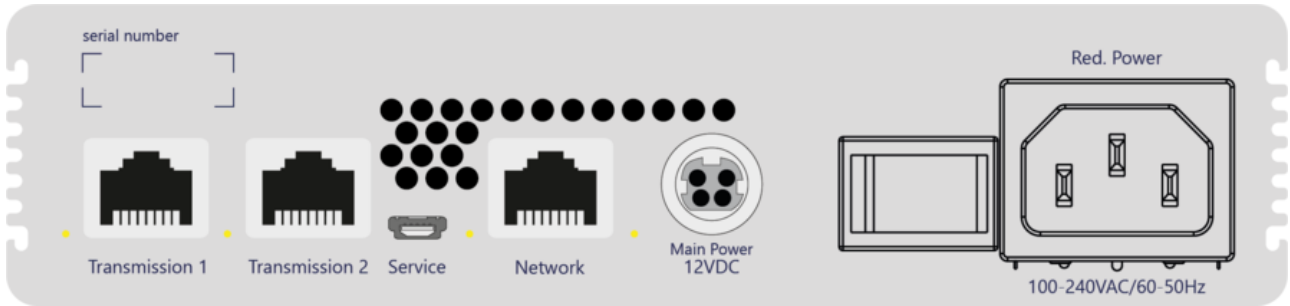 serial number
Red. Power
Transmission 1
Transmission 2
Service
Network
Main Power
12VDC
100-240VAC/60-50Hz